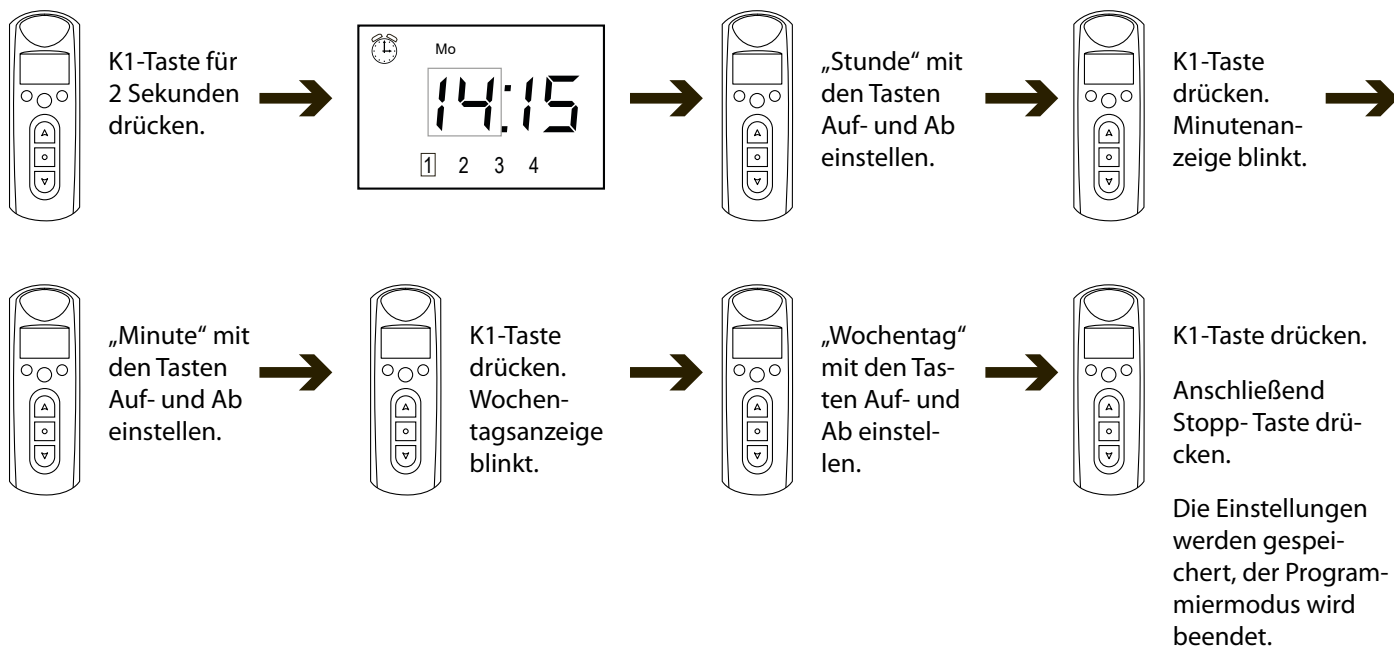 K1-Taste für
2 Sekunden
drücken.
Mo
14:15
1 2 3 4
„Stunde“ mit
den Tasten
Auf- und Ab
einstellen.
K1-Taste
drücken.
Minutenan-
zeige blinkt.
„Minute“ mit
den Tasten
Auf- und Ab
einstellen.
K1-Taste
drücken.
Wochen-
tagsanzeige
blinkt.
„Wochentag“
mit den Tas-
ten Auf- und
Ab einstel-
len.
K1-Taste drücken.
Anschließend
Stopp- Taste drü-
cken.
Die Einstellungen
werden gespei-
chert, der Program-
miermodus wird
beendet.